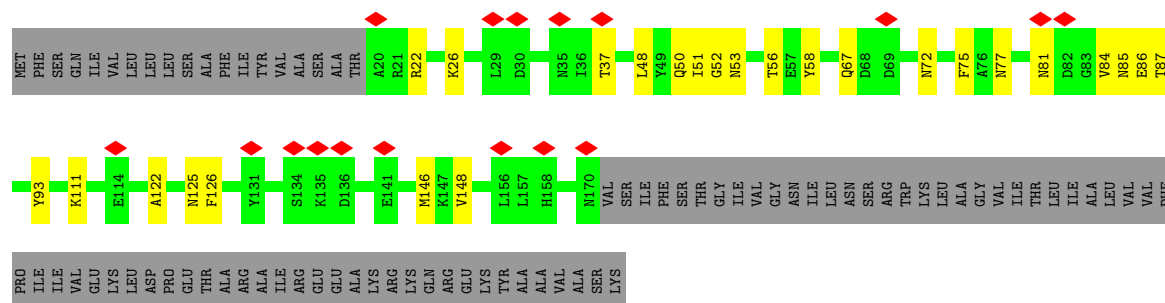 MET PHE SER GLN ILE VAL LEU LEU LEU SER ALA PHE ILE TYR VAL ALA SER ALA THR A20 R21 R22 K26 L29 D30 N35 I36 T37 L48 Y49 Q50 I51 G52 N53 T56 E57 Y58 Q67 D68 D69 N72 F75 A76 N77 N81 D82 G83 V84 N85 E86 T87
Y93 K111 E114 A122 N125 F126 Y131 S134 K135 D136 E141 M146 K147 V148 L156 L157 H158 N170 VAL SER ILE PHE SER THR GLY ILE VAL GLY ASN ILE LEU ASN SER ARG TRP LYS LEU ALA GLY VAL ILE THR LEU ILE ALA LEU VAL VAL PHE
PRO ILE ILE VAL GLU LYS LEU ASP PRO GLU THR ALA ARG ALA ILE ARG GLU GLU ALA LYS ARG LYS GLN ARG GLU LYS TYR ALA ALA VAL ALA SER LYS